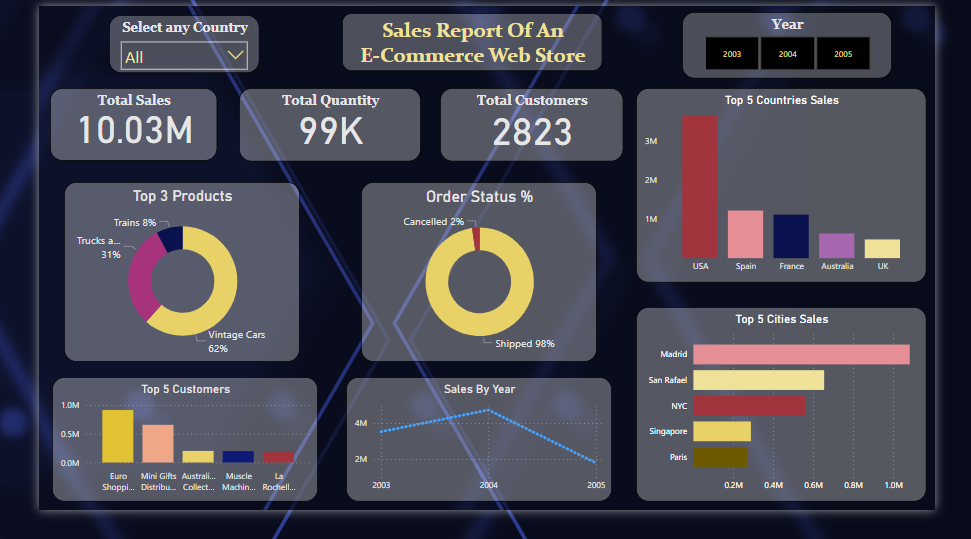 Select any Country
All
Sales Report Of An
E-Commerce Web Store
Year
2003
2004
2005
Total Sales
10.03M
Total Quantity
99K
Total Customers
2823
Top 5 Countries Sales
3M
2M
1M
USA
Spain
France
Australia
UK
Top 3 Products
Trains 8%
Trucks a...
31%
Vintage Cars
62%
Order Status %
Cancelled 2%
Shipped 98%
Top 5 Cities Sales
Madrid
San Rafael
NYC
Singapore
Paris
0.2M
0.4M
0.6M
0.8M
1.0M
Top 5 Customers
1.0M
0.5M
0.0M
Euro
Shoppi...
Mini Gifts
Distribu...
Australi...
Collect...
Muscle
Machin...
La
Rochell...
Sales By Year
4M
2M
2003
2004
2005